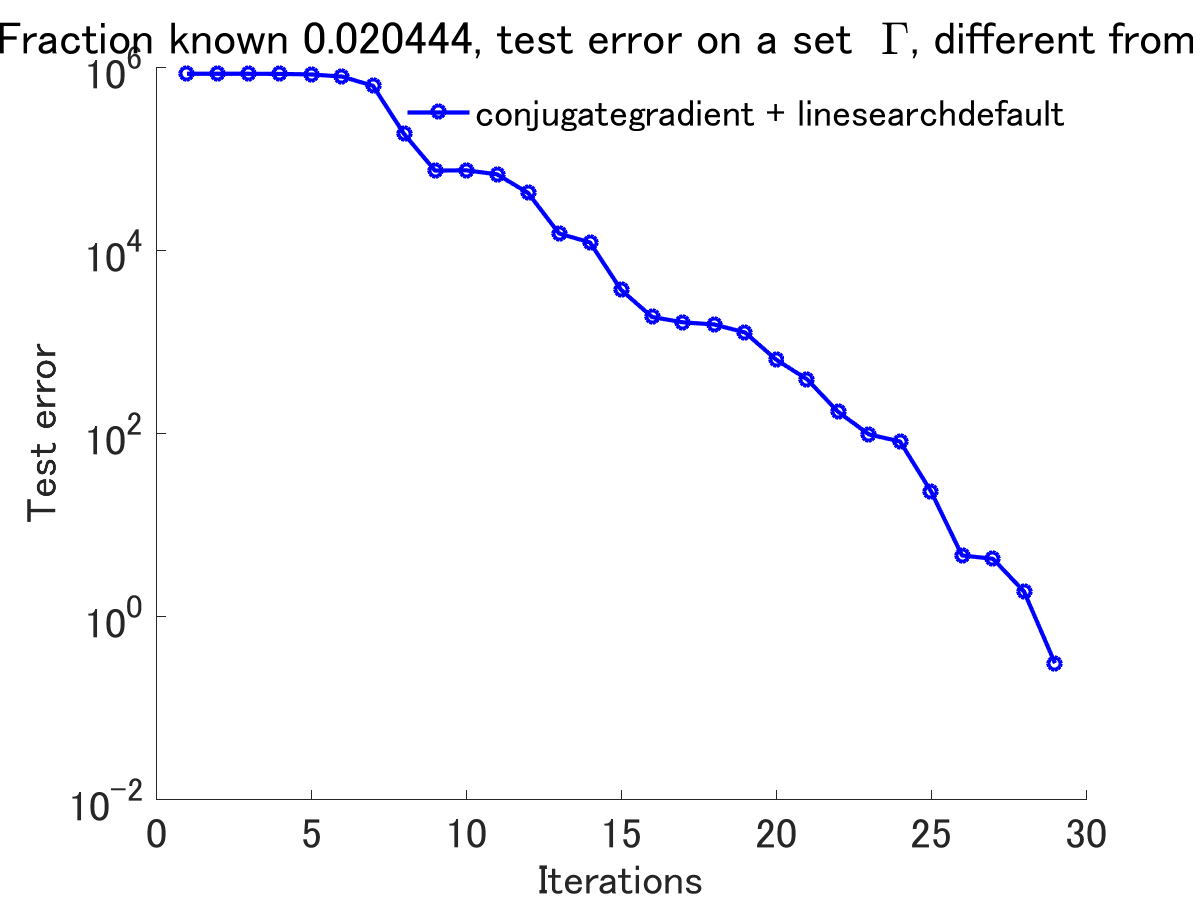 Fraction known 0.020444, test error on a set Γ, different from
10^6
conjugategradient + linesearchdefault
10^4
10^2
10^0
10^-2
Test error
0 5 10 15 20 25 30
Iterations